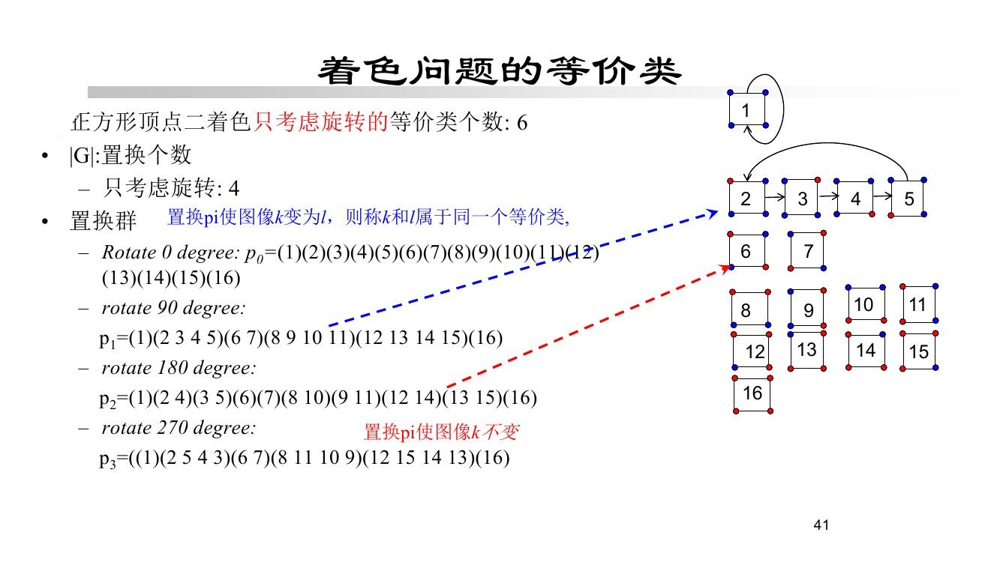 着色问题的等价类
正方形顶点二着色只考虑旋转的等价类个数: 6
• |G|:置换个数
– 只考虑旋转: 4
• 置换群
置换pi使图像k变为l，则称k和l属于同一个等价类,
– Rotate 0 degree: p0=(1)(2)(3)(4)(5)(6)(7)(8)(9)(10)(11)(12)
(13)(14)(15)(16)
– rotate 90 degree:
p1=(1)(2 3 4 5)(6 7)(8 9 10 11)(12 13 14 15)(16)
– rotate 180 degree:
p2=(1)(2 4)(3 5)(6)(7)(8 10)(9 11)(12 14)(13 15)(16)
– rotate 270 degree:
置换pi使图像k不变
p3=((1)(2 5 4 3)(6 7)(8 11 10 9)(12 15 14 13)(16)
1
2 3 4 5
6 7
8 9 10 11
12 13 14 15
16
41